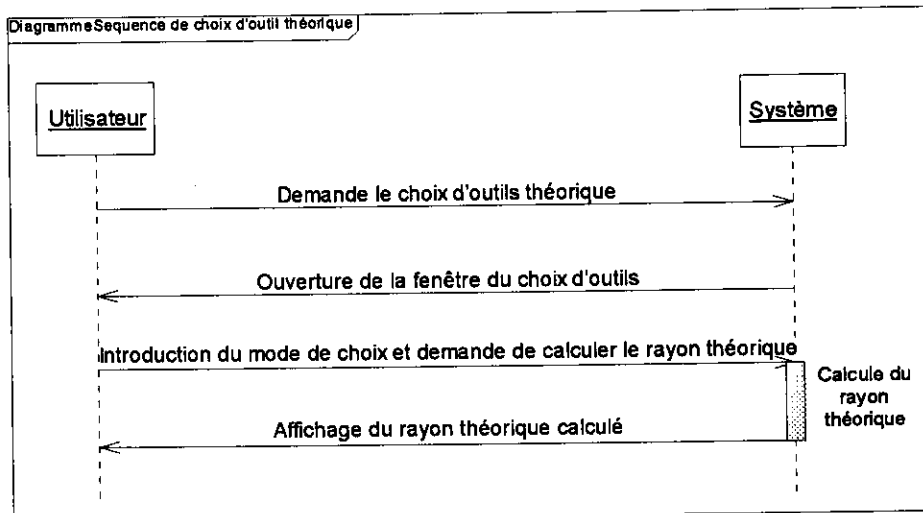 DiagrammeSequence de choix d'outil théorique
Utilisateur
Système
Demande le choix d'outils théorique
Ouverture de la fenêtre du choix d'outils
Introduction du mode de choix et demande de calculer le rayon théorique
Calcule du
rayon
théorique
Affichage du rayon théorique calculé